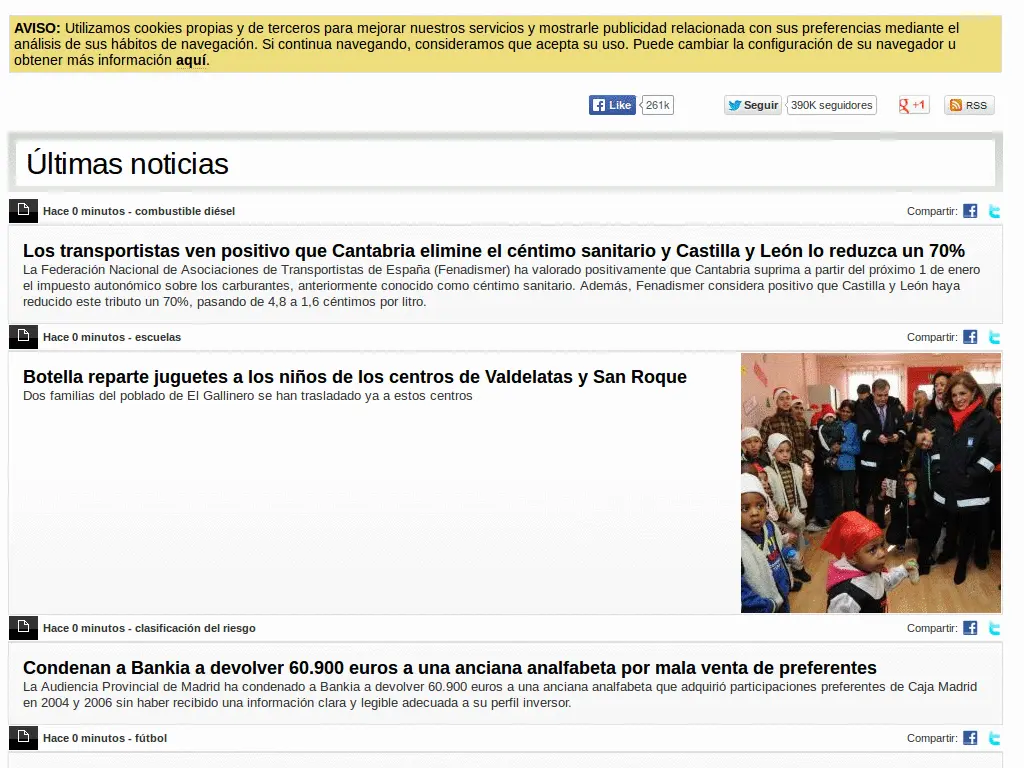 AVISO: Utilizamos cookies propias y de terceros para mejorar nuestros servicios y mostrarle publicidad relacionada con sus preferencias mediante el
análisis de sus hábitos de navegación. Si continua navegando, consideramos que acepta su uso. Puede cambiar la configuración de su navegador u
obtener más información aquí.
Like 261k Seguir 390K seguidores +1 RSS
Últimas noticias
Hace 0 minutos - combustible diésel Compartir:
Los transportistas ven positivo que Cantabria elimine el céntimo sanitario y Castilla y León lo reduzca un 70%
La Federación Nacional de Asociaciones de Transportistas de España (Fenadismer) ha valorado positivamente que Cantabria suprima a partir del próximo 1 de enero
el impuesto autonómico sobre los carburantes, anteriormente conocido como céntimo sanitario. Además, Fenadismer considera positivo que Castilla y León haya
reducido este tributo un 70%, pasando de 4,8 a 1,6 céntimos por litro.
Hace 0 minutos - escuelas Compartir:
Botella reparte juguetes a los niños de los centros de Valdelatas y San Roque
Dos familias del poblado de El Gallinero se han trasladado ya a estos centros
Hace 0 minutos - clasificación del riesgo Compartir:
Condenan a Bankia a devolver 60.900 euros a una anciana analfabeta por mala venta de preferentes
La Audiencia Provincial de Madrid ha condenado a Bankia a devolver 60.900 euros a una anciana analfabeta que adquirió participaciones preferentes de Caja Madrid
en 2004 y 2006 sin haber recibido una información clara y legible adecuada a su perfil inversor.
Hace 0 minutos - fútbol Compartir: